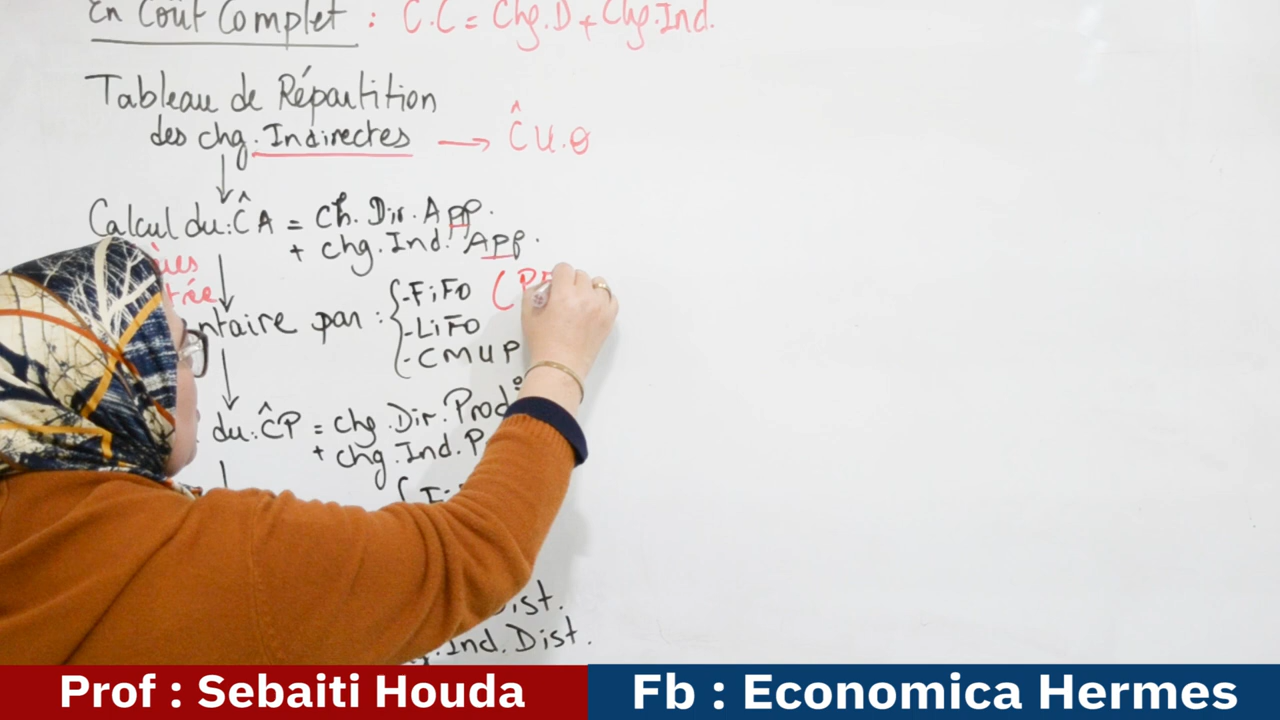 En Coût Complet : C.C = Chg.D + Chg.Ind.
Tableau de Répartition
des chg. Indirectes → ĈU.O
Calcul du: ĈA = Ch. Dir. App.
+ chg. Ind. App.
-FiFo (P
-LiFo
ntaire par :
-CMUP
du: ĈP = chg. Dir. Prod
+ chg. Ind. P
ist.
Ind. Dist.
Prof : Sebaiti Houda
Fb : Economica Hermes